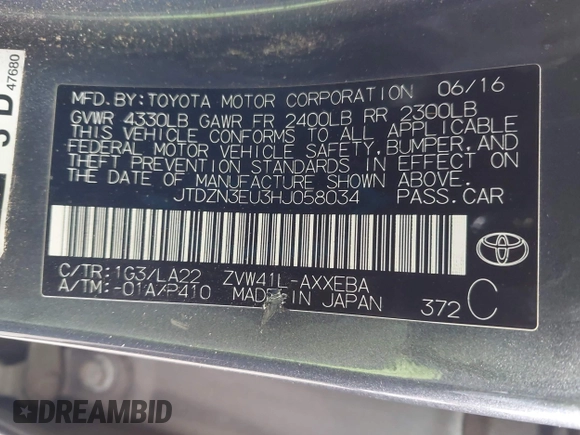 MFD. BY: TOYOTA MOTOR CORPORATION 06/16
GVWR 4330LB GAWR FR 2400LB RR 2300LB
THIS VEHICLE CONFORMS TO ALL APPLICABLE
FEDERAL MOTOR VEHICLE SAFETY, BUMPER, AND
THEFT PREVENTION STANDARDS IN EFFECT ON
THE DATE OF MANUFACTURE SHOWN ABOVE.
JTDZN3EU3HJ058034 PASS. CAR
C/TR: 1G3/LA22 ZVW41L-AXXEBA
A/TM: -01A/P410 MADE IN JAPAN
372 C
47680
DREAMBID